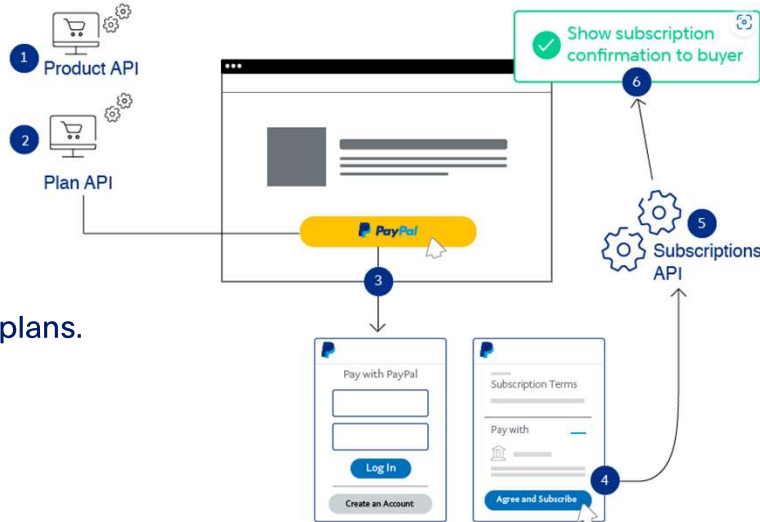 1
Product API
2
Plan API
plans.
PayPal
3
Pay with PayPal
Log In
Create an Account
Subscription Terms
Pay with
Agree and Subscribe
4
5
Subscriptions
API
6
Show subscription
confirmation to buyer